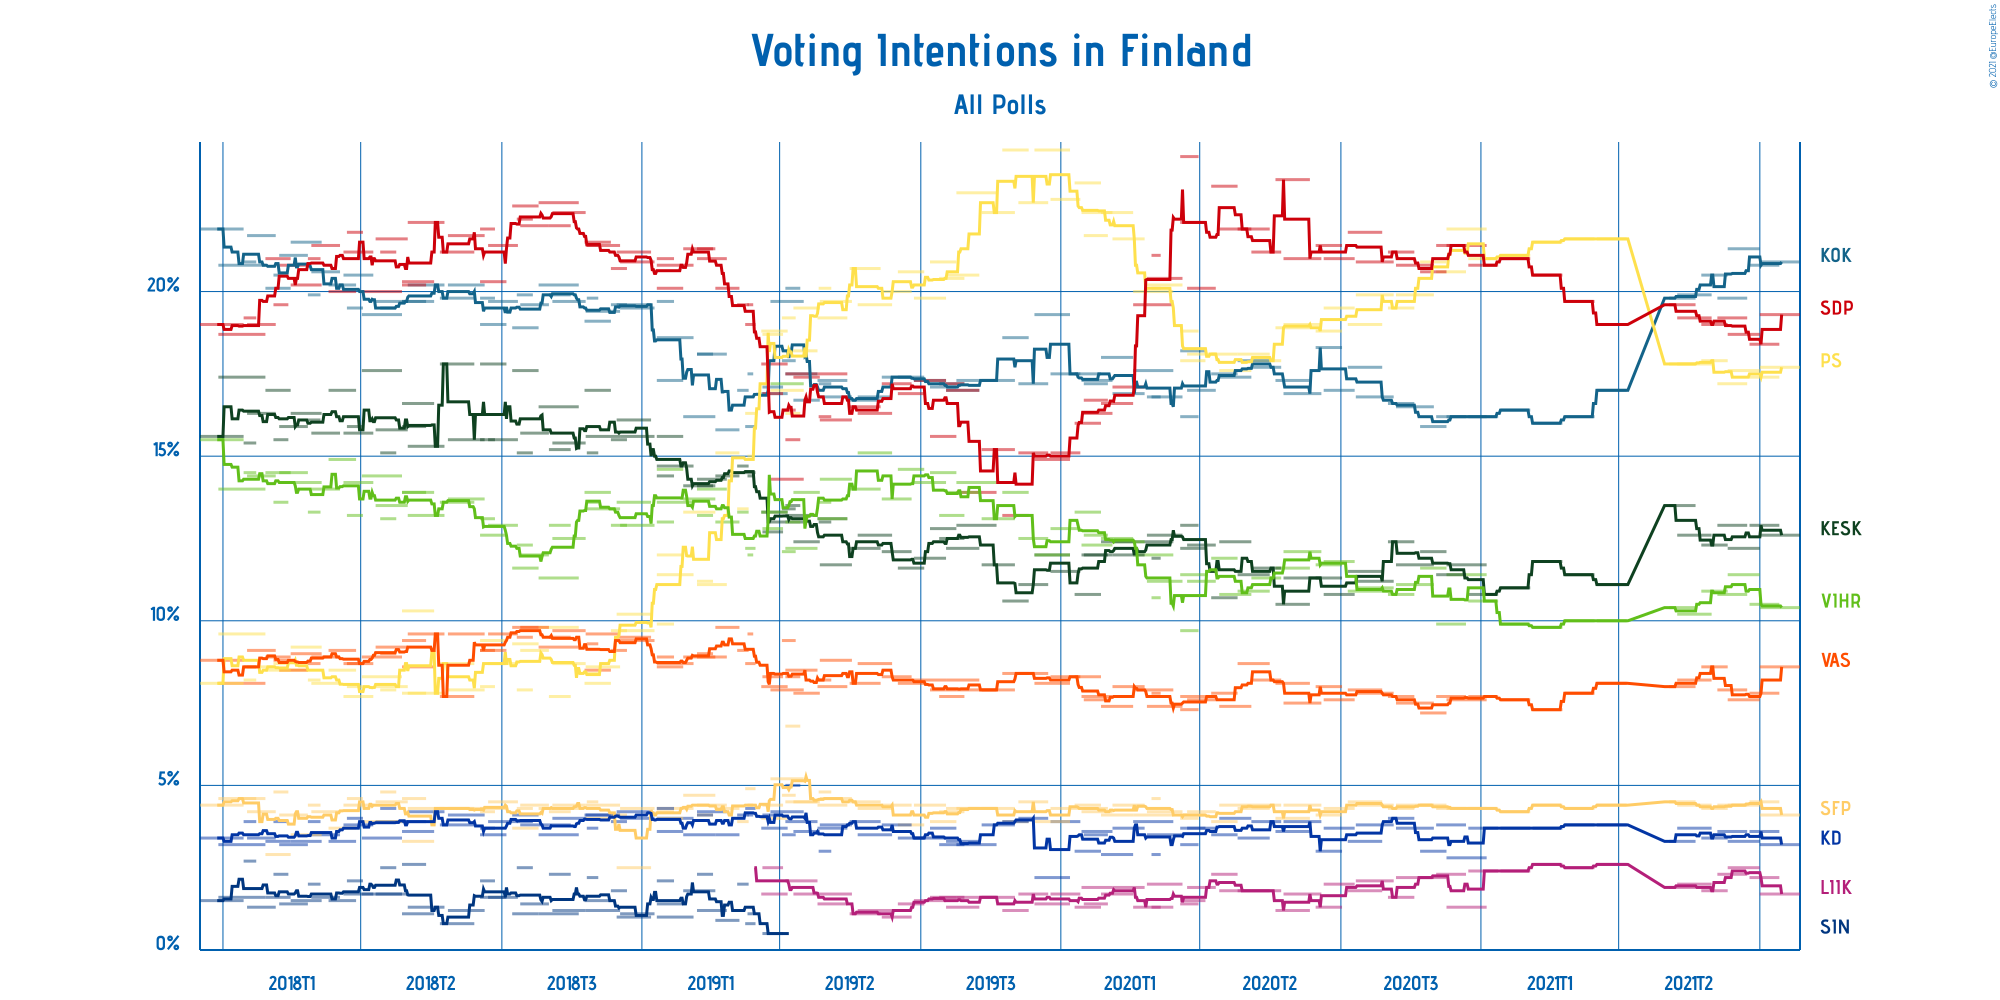 Voting Intentions in Finland
All Polls
© 2021 @EuropeElects
20%
15%
10%
5%
0%
KOK
SDP
PS
KESK
VIHR
VAS
SFP
KD
LIIK
SIN
2018T1 2018T2 2018T3 2019T1 2019T2 2019T3 2020T1 2020T2 2020T3 2021T1 2021T2